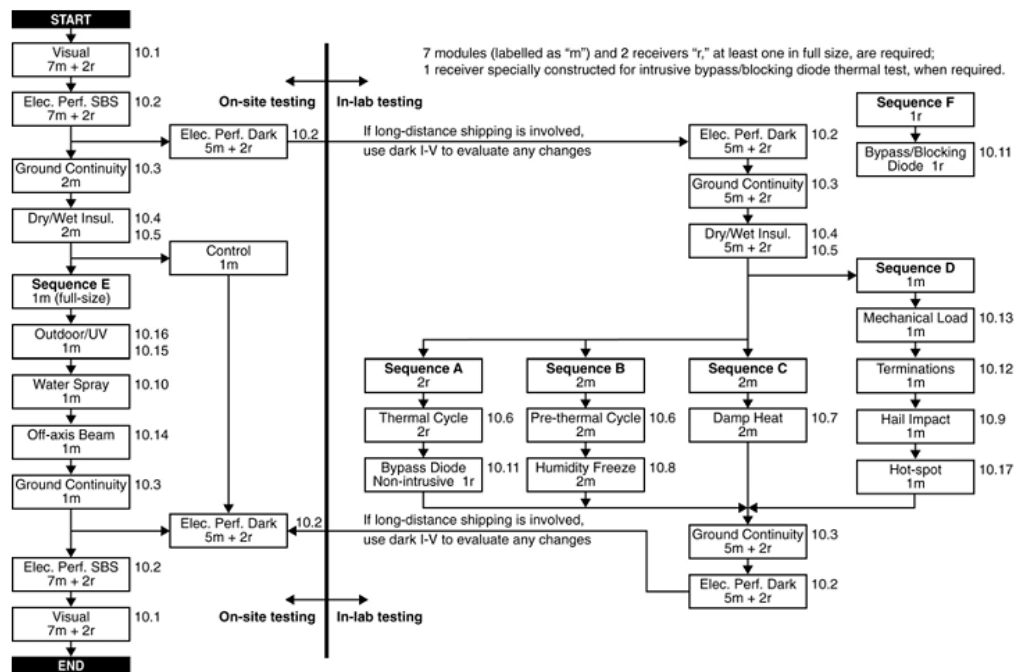 START
Visual
7m + 2r
10.1
Elec. Perf. SBS
7m + 2r
10.2
Ground Continuity
2m
10.3
Dry/Wet Insul.
2m
10.4
10.5
Sequence E
1m (full-size)
Outdoor/UV
1m
10.16
10.15
Water Spray
1m
10.10
Off-axis Beam
1m
10.14
Ground Continuity
1m
10.3
Elec. Perf. SBS
7m + 2r
10.2
Visual
7m + 2r
10.1
END
Elec. Perf. Dark
5m + 2r
10.2
Control
1m
Elec. Perf. Dark
5m + 2r
10.2
On-site testing
In-lab testing
On-site testing
In-lab testing
7 modules (labelled as “m”) and 2 receivers “r,” at least one in full size, are required;
1 receiver specially constructed for intrusive bypass/blocking diode thermal test, when required.
If long-distance shipping is involved,
use dark I-V to evaluate any changes
Elec. Perf. Dark
5m + 2r
10.2
Ground Continuity
5m + 2r
10.3
Dry/Wet Insul.
5m + 2r
10.4
10.5
Sequence F
1r
Bypass/Blocking
Diode 1r
10.11
Sequence A
2r
Thermal Cycle
2r
10.6
Bypass Diode
Non-intrusive 1r
10.11
Sequence B
2m
Pre-thermal Cycle
2m
10.6
Humidity Freeze
2m
10.8
Sequence C
2m
Damp Heat
2m
10.7
Sequence D
1m
Mechanical Load
1m
10.13
Terminations
1m
10.12
Hail Impact
1m
10.9
Hot-spot
1m
10.17
If long-distance shipping is involved,
use dark I-V to evaluate any changes
Ground Continuity
5m + 2r
10.3
Elec. Perf. Dark
5m + 2r
10.2